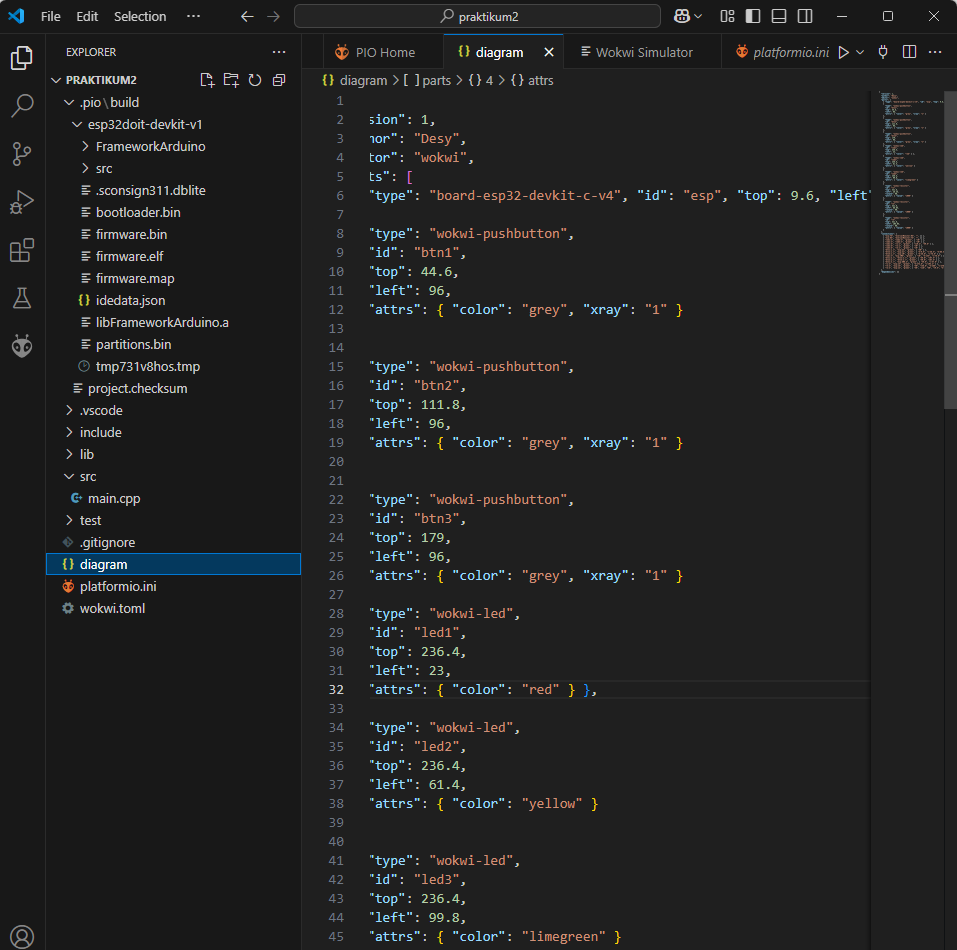 File Edit Selection ··· praktikum2
EXPLORER ···
PRAKTIKUM2
.pio\build
esp32doit-devkit-v1
FrameworkArduino
src
.sconsign311.dblite
bootloader.bin
firmware.bin
firmware.elf
firmware.map
{} idedata.json
libFrameworkArduino.a
partitions.bin
tmp731v8hos.tmp
project.checksum
.vscode
include
lib
src
main.cpp
test
.gitignore
{} diagram
platformio.ini
wokwi.toml
PIO Home {} diagram Wokwi Simulator platformio.ini
{} diagram > [ ] parts > {} 4 > {} attrs
1
2 sion": 1,
3 hor": "Desy",
4 tor": "wokwi",
5 ts": [
6 "type": "board-esp32-devkit-c-v4", "id": "esp", "top": 9.6, "left"
7
8 "type": "wokwi-pushbutton",
9 "id": "btn1",
10 "top": 44.6,
11 "left": 96,
12 "attrs": { "color": "grey", "xray": "1" }
13
14
15 "type": "wokwi-pushbutton",
16 "id": "btn2",
17 "top": 111.8,
18 "left": 96,
19 "attrs": { "color": "grey", "xray": "1" }
20
21
22 "type": "wokwi-pushbutton",
23 "id": "btn3",
24 "top": 179,
25 "left": 96,
26 "attrs": { "color": "grey", "xray": "1" }
27
28 "type": "wokwi-led",
29 "id": "led1",
30 "top": 236.4,
31 "left": 23,
32 "attrs": { "color": "red" } },
33
34 "type": "wokwi-led",
35 "id": "led2",
36 "top": 236.4,
37 "left": 61.4,
38 "attrs": { "color": "yellow" }
39
40
41 "type": "wokwi-led",
42 "id": "led3",
43 "top": 236.4,
44 "left": 99.8,
45 "attrs": { "color": "limegreen" }